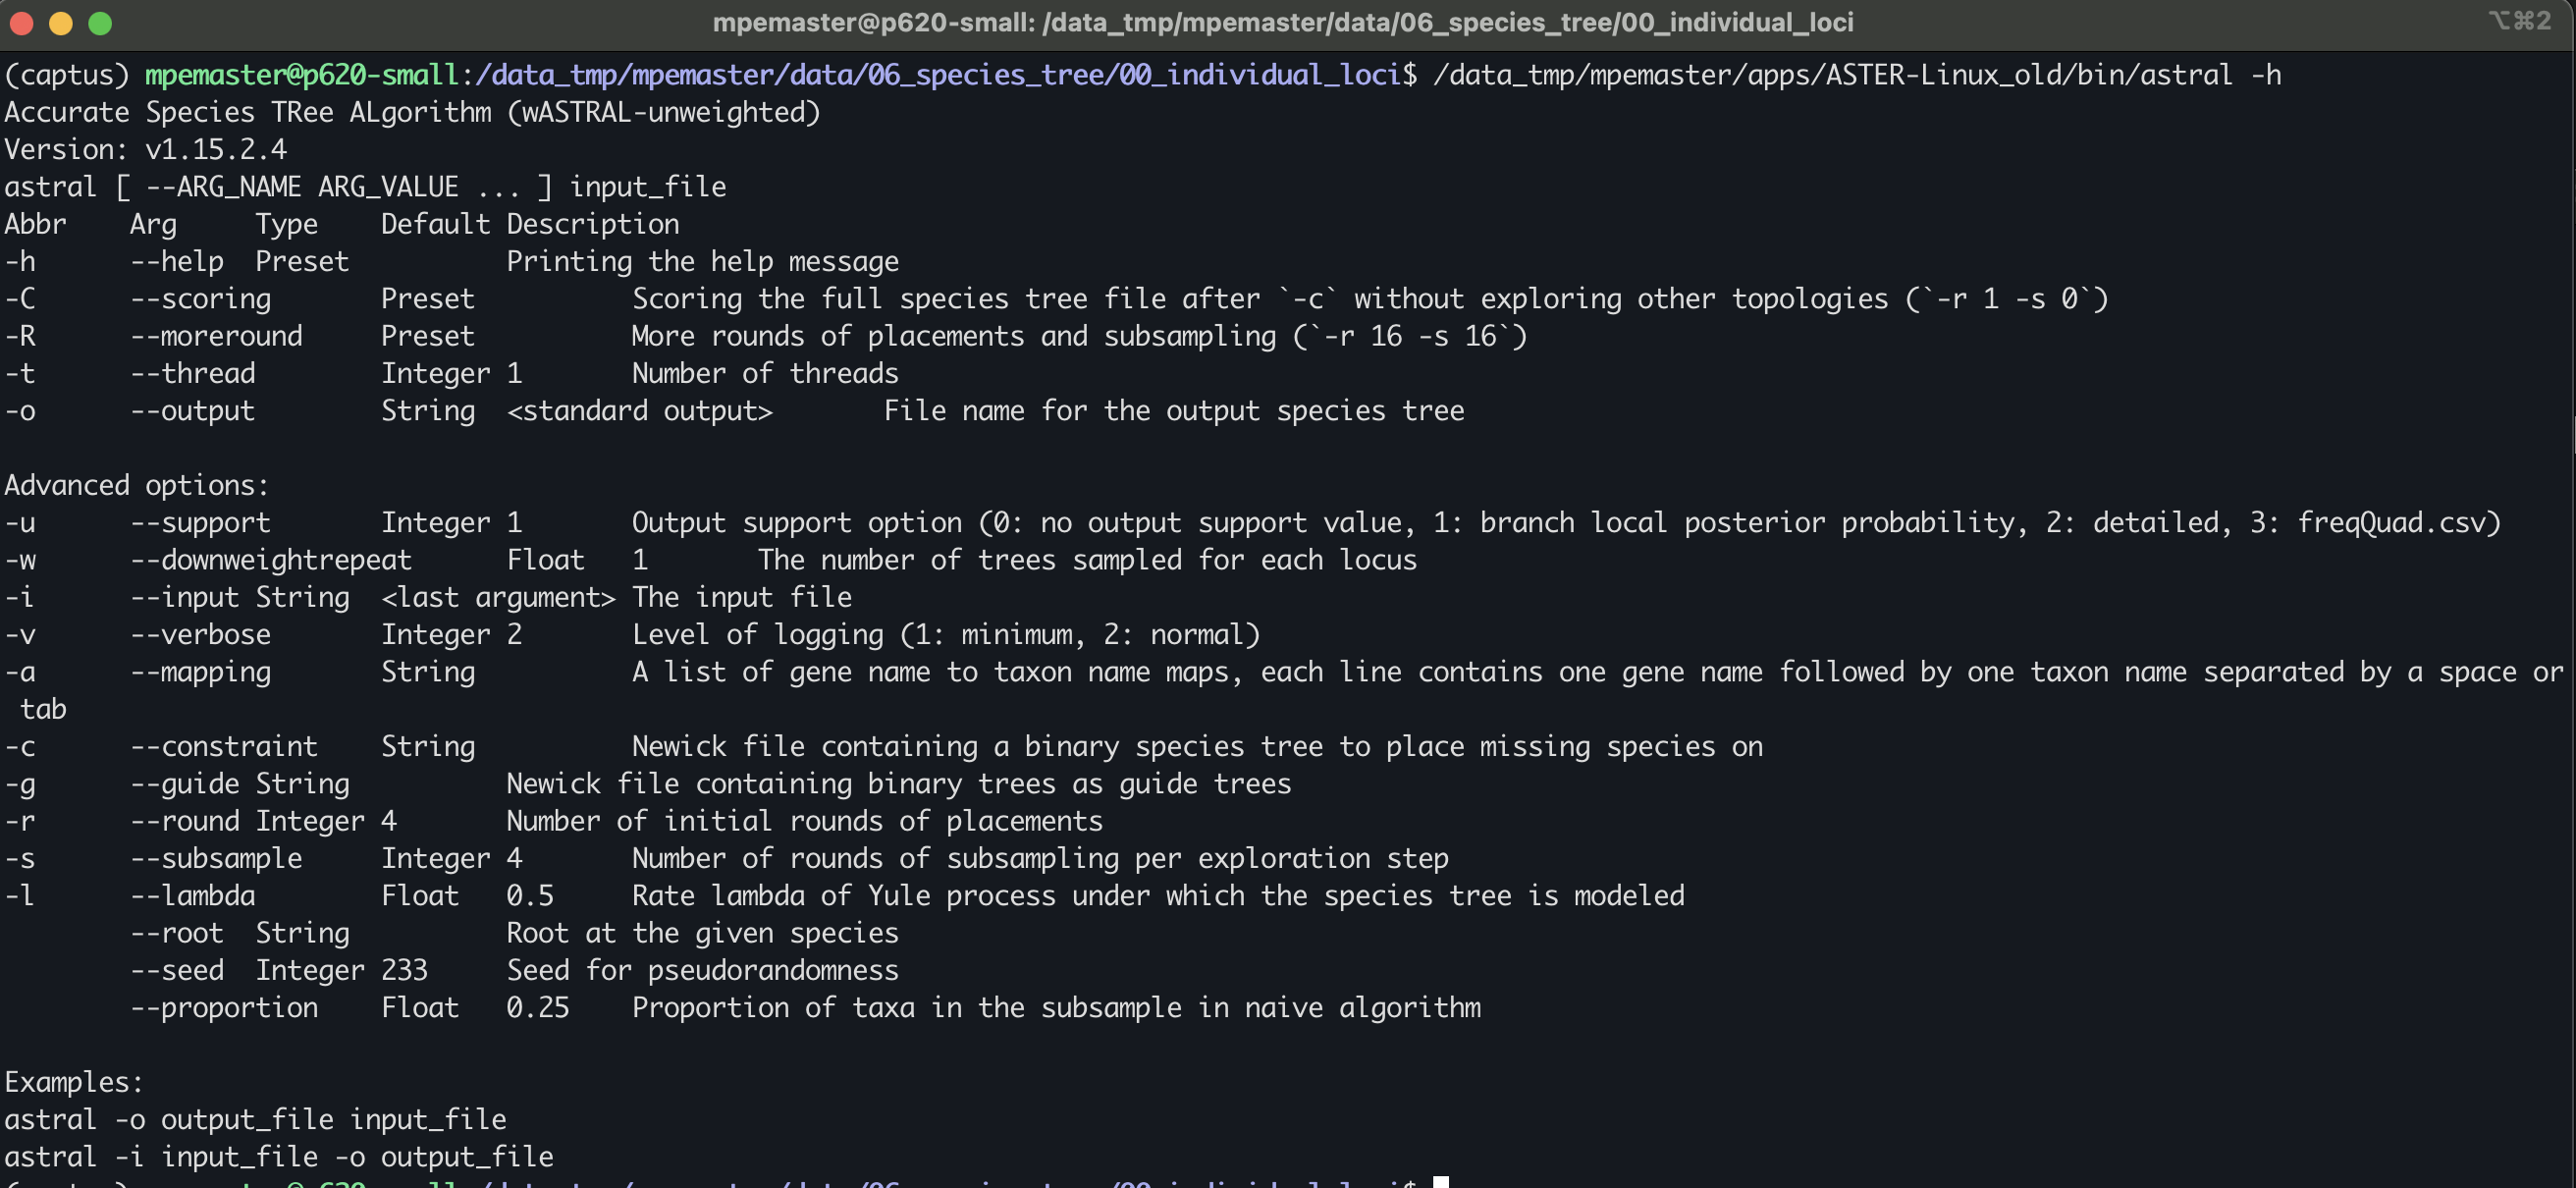 mpemaster@p620-small: /data_tmp/mpemaster/data/06_species_tree/00_individual_loci
⌥⌘2
(captus) mpemaster@p620-small:/data_tmp/mpemaster/data/06_species_tree/00_individual_loci$ /data_tmp/mpemaster/apps/ASTER-Linux_old/bin/astral -h
Accurate Species TRee ALgorithm (wASTRAL-unweighted)
Version: v1.15.2.4
astral [ --ARG_NAME ARG_VALUE ... ] input_file
Abbr    Arg     Type    Default Description
-h      --help  Preset          Printing the help message
-C      --scoring       Preset          Scoring the full species tree file after `-c` without exploring other topologies (`-r 1 -s 0`)
-R      --moreround     Preset          More rounds of placements and subsampling (`-r 16 -s 16`)
-t      --thread        Integer 1       Number of threads
-o      --output        String  <standard output>       File name for the output species tree
Advanced options:
-u      --support       Integer 1       Output support option (0: no output support value, 1: branch local posterior probability, 2: detailed, 3: freqQuad.csv)
-w      --downweightrepeat      Float   1       The number of trees sampled for each locus
-i      --input String  <last argument> The input file
-v      --verbose       Integer 2       Level of logging (1: minimum, 2: normal)
-a      --mapping       String          A list of gene name to taxon name maps, each line contains one gene name followed by one taxon name separated by a space or
 tab
-c      --constraint    String          Newick file containing a binary species tree to place missing species on
-g      --guide String          Newick file containing binary trees as guide trees
-r      --round Integer 4       Number of initial rounds of placements
-s      --subsample     Integer 4       Number of rounds of subsampling per exploration step
-l      --lambda        Float   0.5     Rate lambda of Yule process under which the species tree is modeled
        --root  String          Root at the given species
        --seed  Integer 233     Seed for pseudorandomness
        --proportion    Float   0.25    Proportion of taxa in the subsample in naive algorithm
Examples:
astral -o output_file input_file
astral -i input_file -o output_file
(captus) mpemaster@p620-small:/data_tmp/mpemaster/data/06_species_tree/00_individual_loci$